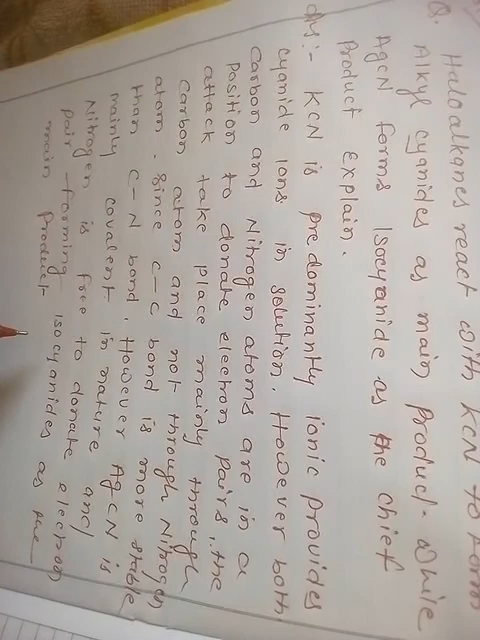 Q. Haloalkanes react with KCN to form
Alkyl cyanides as main product. while
AgCN forms Isocyanide as the chief
Product Explain.
Ans:- KCN is predominantly ionic provides
cyanide Ions in solution. However both
Carbon and Nitrogen atoms are in a
position to donate electron pairs, the
attack take place mainly through
Carbon atom and not through Nitrogen
atom. Since C-C bond is more stable
than C-N bond. However AgCN is
mainly covalent in nature and
Nitrogen is free to donate electron
pair forming isocyanides as the
main product